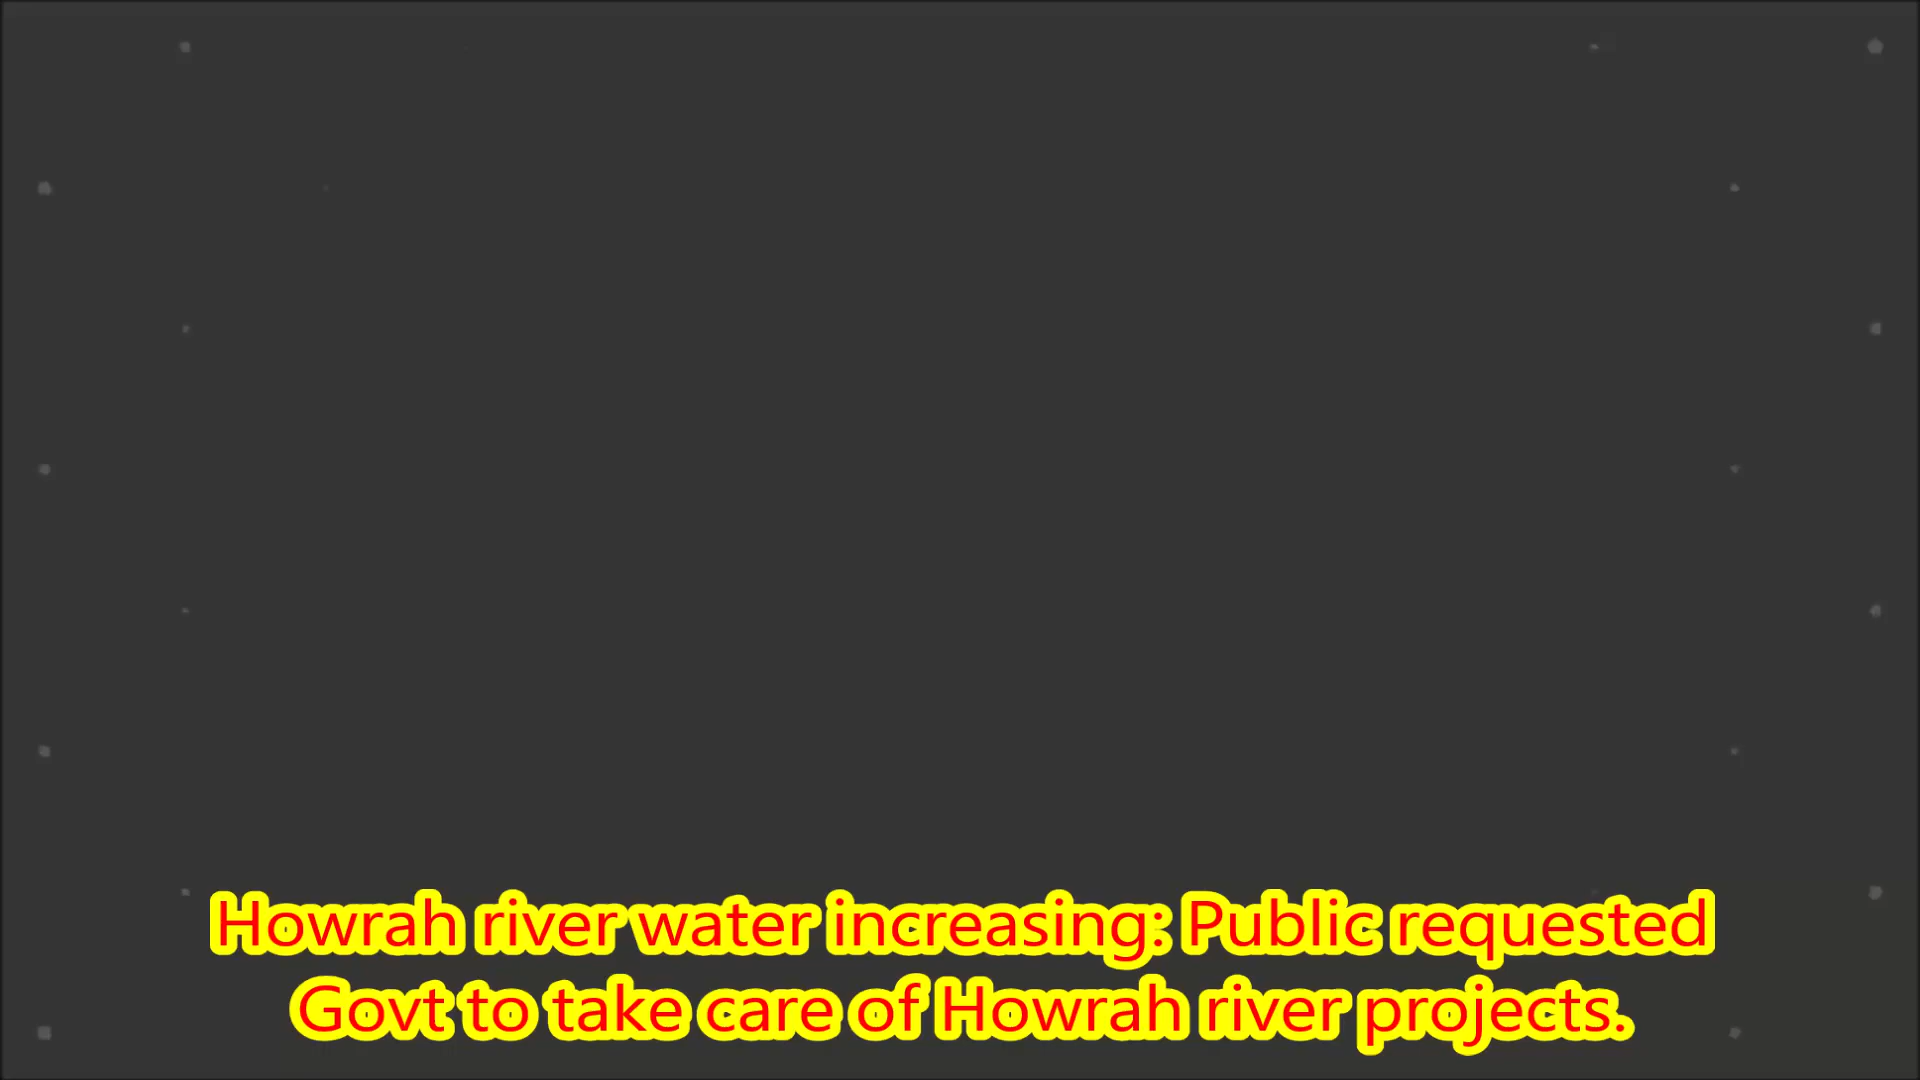 Howrah river water increasing: Public requested
Govt to take care of Howrah river projects.